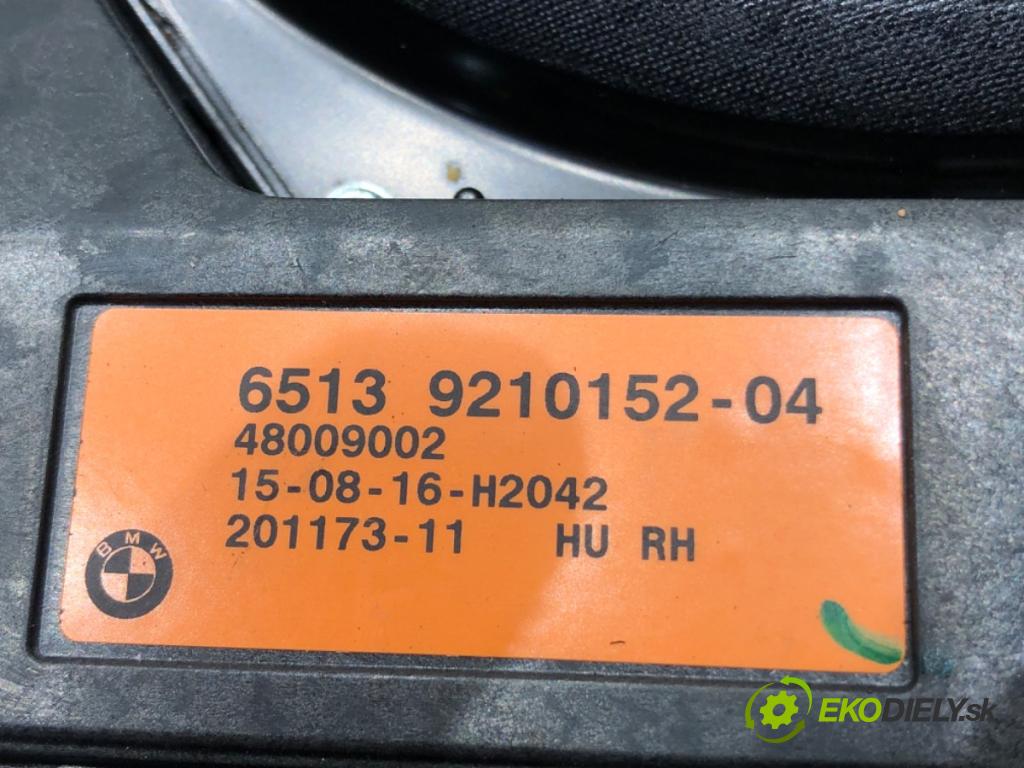 6513 9210152-04
48009002
15-08-16-H2042
201173-11 HU RH
BMW
EKODIELY.sk